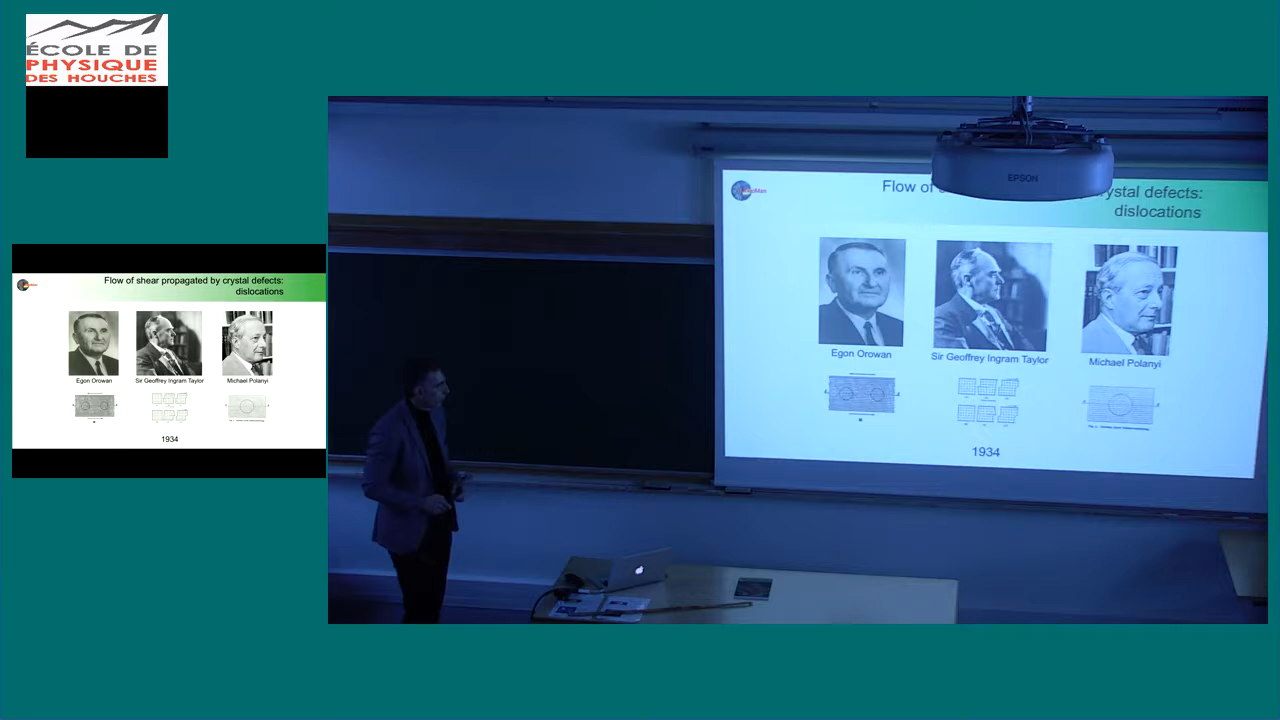 ÉCOLE DE
PHYSIQUE
DES HOUCHES
Flow of shear propagated by crystal defects:
dislocations
Egon Orowan
Sir Geoffrey Ingram Taylor
Michael Polanyi
1934
EPSON
Flow of
crystal defects:
dislocations
Egon Orowan
Sir Geoffrey Ingram Taylor
Michael Polanyi
1934